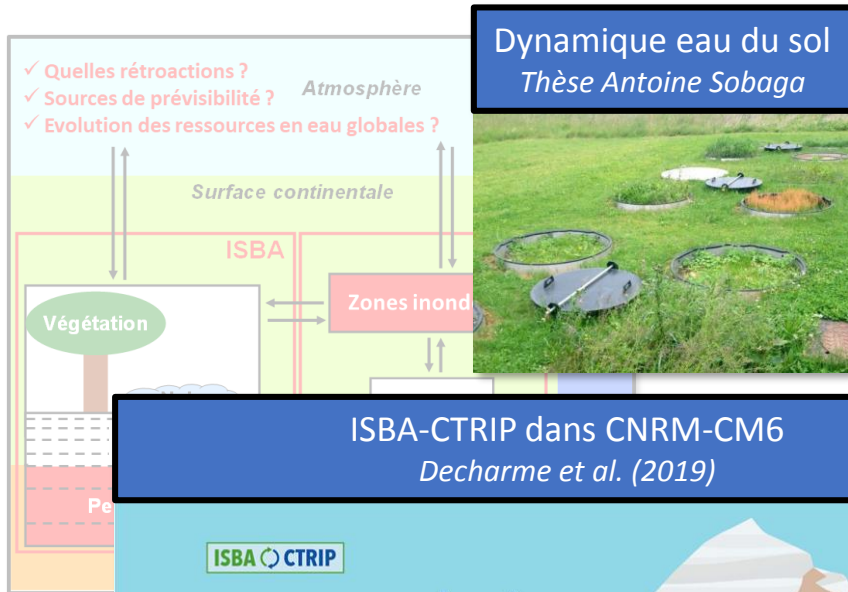 Dynamique eau du sol
Thèse Antoine Sobaga
✓ Quelles rétroactions ?
✓ Sources de prévisibilité ?
Atmosphère
✓ Evolution des ressources en eau globales ?
Surface continentale
ISBA
Végétation
Zones
ISBA-CTRIP dans CNRM-CM6
Decharme et al. (2019)
ISBA CTRIP